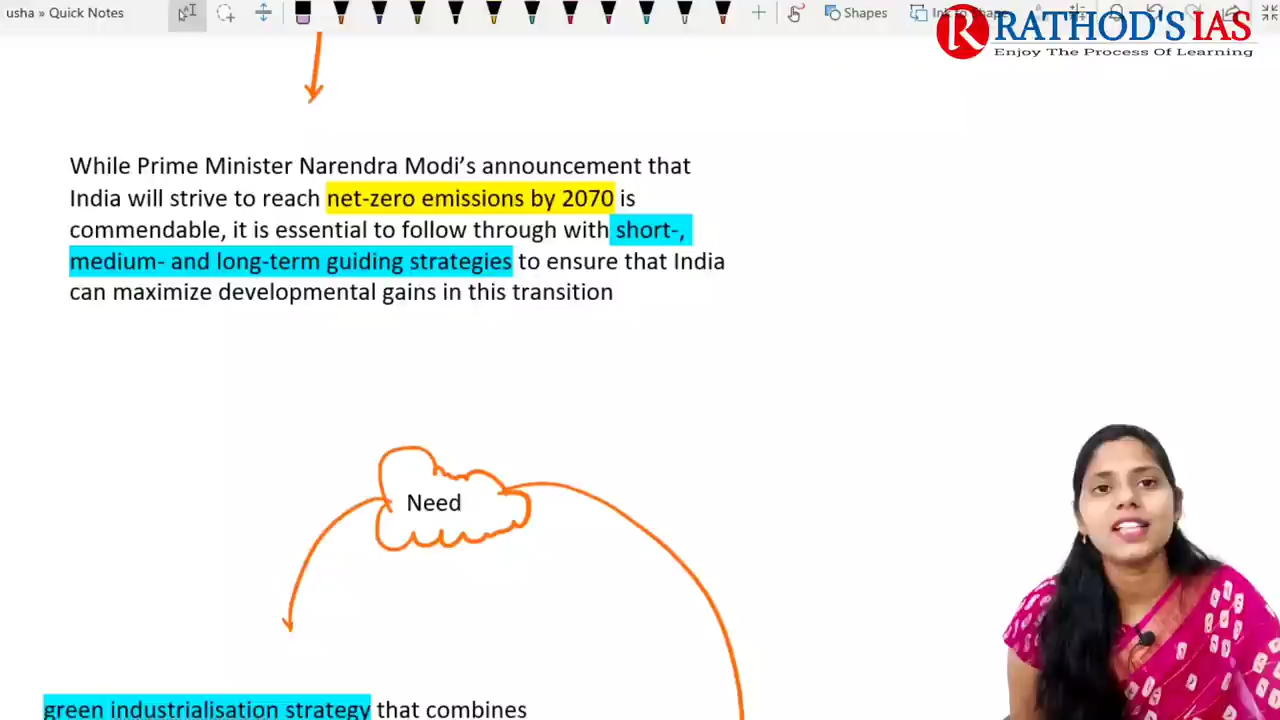 usha » Quick Notes
Shapes
RATHOD'S IAS
Enjoy The Process Of Learning
While Prime Minister Narendra Modi’s announcement that
India will strive to reach net-zero emissions by 2070 is
commendable, it is essential to follow through with short-,
medium- and long-term guiding strategies to ensure that India
can maximize developmental gains in this transition
Need
green industrialisation strategy that combines